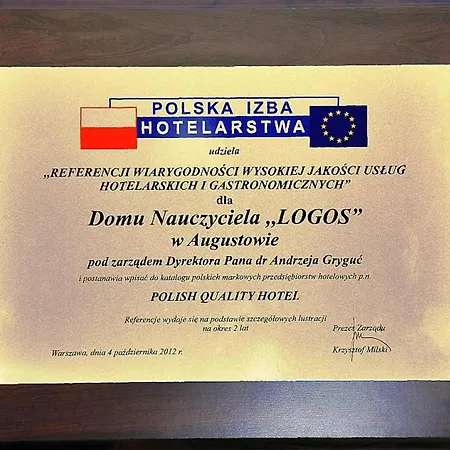 POLSKA IZBA
HOTELARSTWA
udziela
,,REFERENCJI WIARYGODNOŚCI WYSOKIEJ JAKOŚCI USŁUG
HOTELARSKICH I GASTRONOMICZNYCH"
dla
Domu Nauczyciela ,,LOGOS"
w Augustowie
pod zarządem Dyrektora Pana dr Andrzeja Gryguć
i postanawia wpisać do katalogu polskich markowych przedsiębiorstw hotelowych p.n.
POLISH QUALITY HOTEL
Referencje wydaje się na podstawie szczegółowych lustracji
na okres 2 lat
Prezes Zarządu
Warszawa, dnia 4 października 2012 r.
Krzysztof Milski